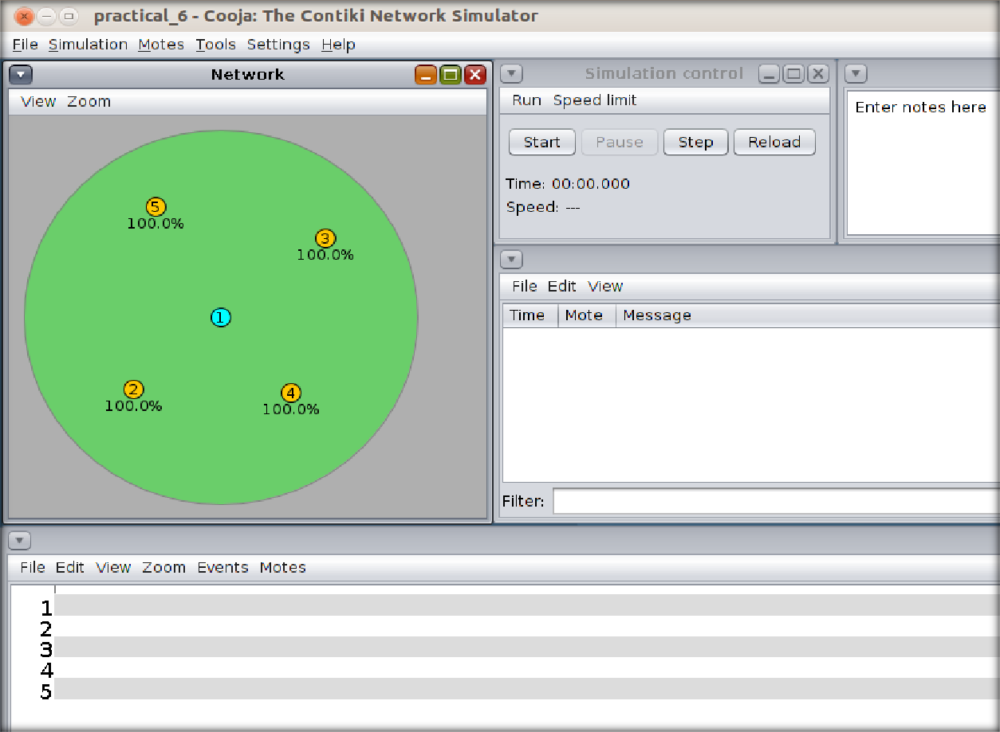 practical_6 - Cooja: The Contiki Network Simulator
File Simulation Motes Tools Settings Help
Network
View Zoom
5
100.0%
3
100.0%
1
2
100.0%
4
100.0%
Simulation control
Run Speed limit
Start Pause Step Reload
Time: 00:00.000
Speed: ---
Enter notes here
File Edit View
Time Mote Message
Filter:
File Edit View Zoom Events Motes
1
2
3
4
5